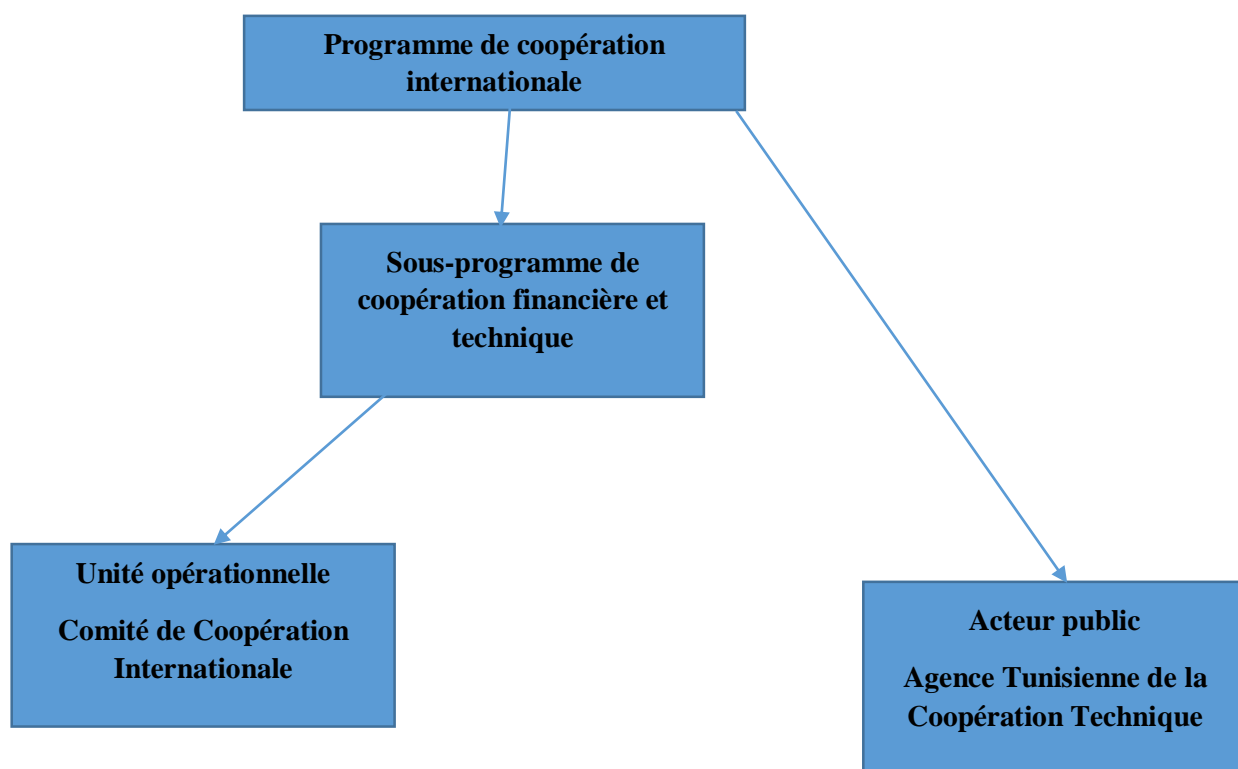 Programme de coopération
internationale
Sous-programme de
coopération financière et
technique
Unité opérationnelle
Comité de Coopération
Internationale
Acteur public
Agence Tunisienne de la
Coopération Technique